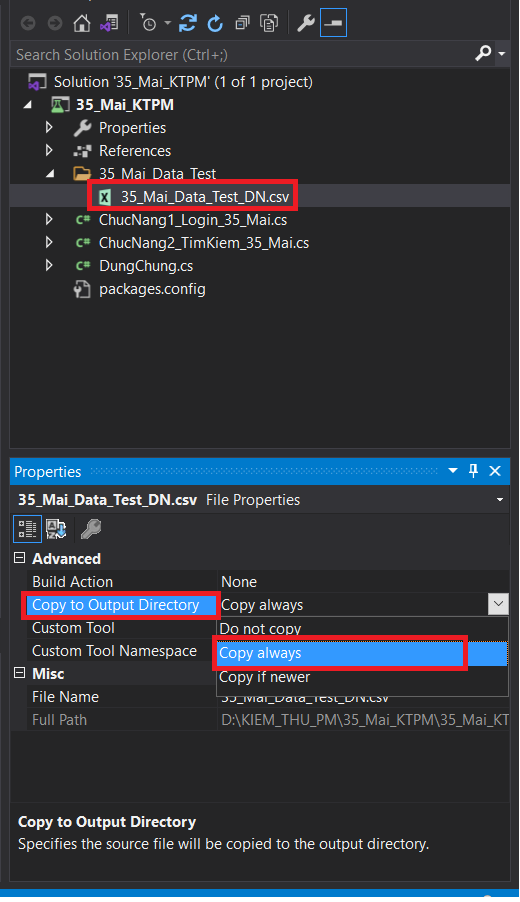 Search Solution Explorer (Ctrl+;)
Solution '35_Mai_KTPM' (1 of 1 project)
35_Mai_KTPM
Properties
References
35_Mai_Data_Test
35_Mai_Data_Test_DN.csv
C# ChucNang1_Login_35_Mai.cs
C# ChucNang2_TimKiem_35_Mai.cs
C# DungChung.cs
packages.config
Properties
35_Mai_Data_Test_DN.csv File Properties
Advanced
Build Action None
Copy to Output Directory Copy always
Custom Tool Do not copy
Custom Tool Namespace Copy always
Misc Copy if newer
File Name 35_Mai_Data_Test_DN.csv
Full Path D:\KIEM_THU_PM\35_Mai_KTPM\35_Mai_KT
Copy to Output Directory
Specifies the source file will be copied to the output directory.